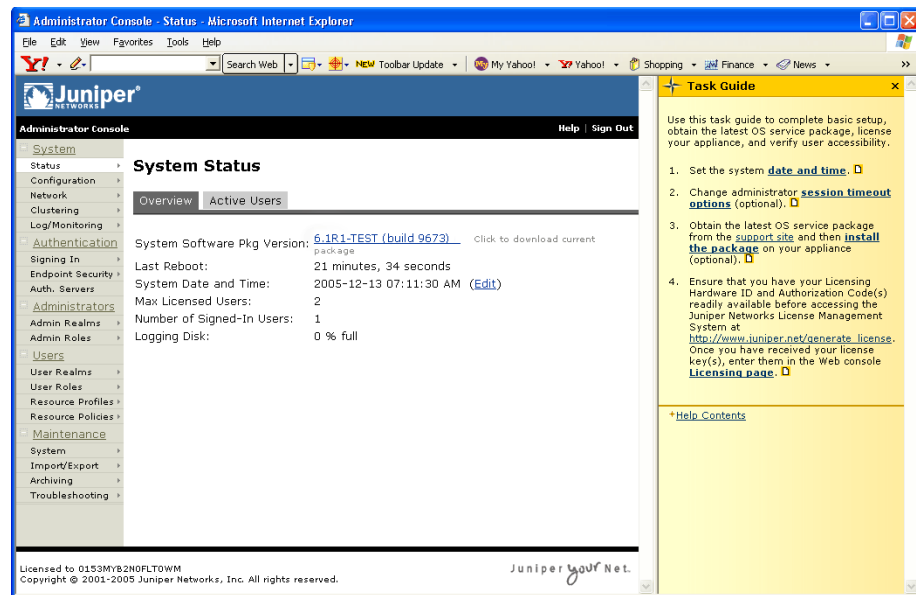 Administrator Console - Status - Microsoft Internet Explorer
File Edit View Favorites Tools Help
Y! Search Web NEW Toolbar Update My Yahoo! Y? Yahoo! Shopping Finance News »
Juniper
NETWORKS
Administrator Console Help | Sign Out
System
Status
Configuration
Network
Clustering
Log/Monitoring
Authentication
Signing In
Endpoint Security
Auth. Servers
Administrators
Admin Realms
Admin Roles
Users
User Realms
User Roles
Resource Profiles
Resource Policies
Maintenance
System
Import/Export
Archiving
Troubleshooting
System Status
Overview Active Users
System Software Pkg Version: 6.1R1-TEST (build 9673) Click to download current
package
Last Reboot: 21 minutes, 34 seconds
System Date and Time: 2005-12-13 07:11:30 AM (Edit)
Max Licensed Users: 2
Number of Signed-In Users: 1
Logging Disk: 0 % full
Licensed to 0153MYB2N0FLT0WM
Copyright © 2001-2005 Juniper Networks, Inc. All rights reserved.
Juniper your Net.
Task Guide x
Use this task guide to complete basic setup,
obtain the latest OS service package, license
your appliance, and verify user accessibility.
1. Set the system date and time.
2. Change administrator session timeout
options (optional).
3. Obtain the latest OS service package
from the support site and then install
the package on your appliance
(optional).
4. Ensure that you have your Licensing
Hardware ID and Authorization Code(s)
readily available before accessing the
Juniper Networks License Management
System at
http://www.juniper.net/generate_license.
Once you have received your license
key(s), enter them in the Web console
Licensing page.
+Help Contents